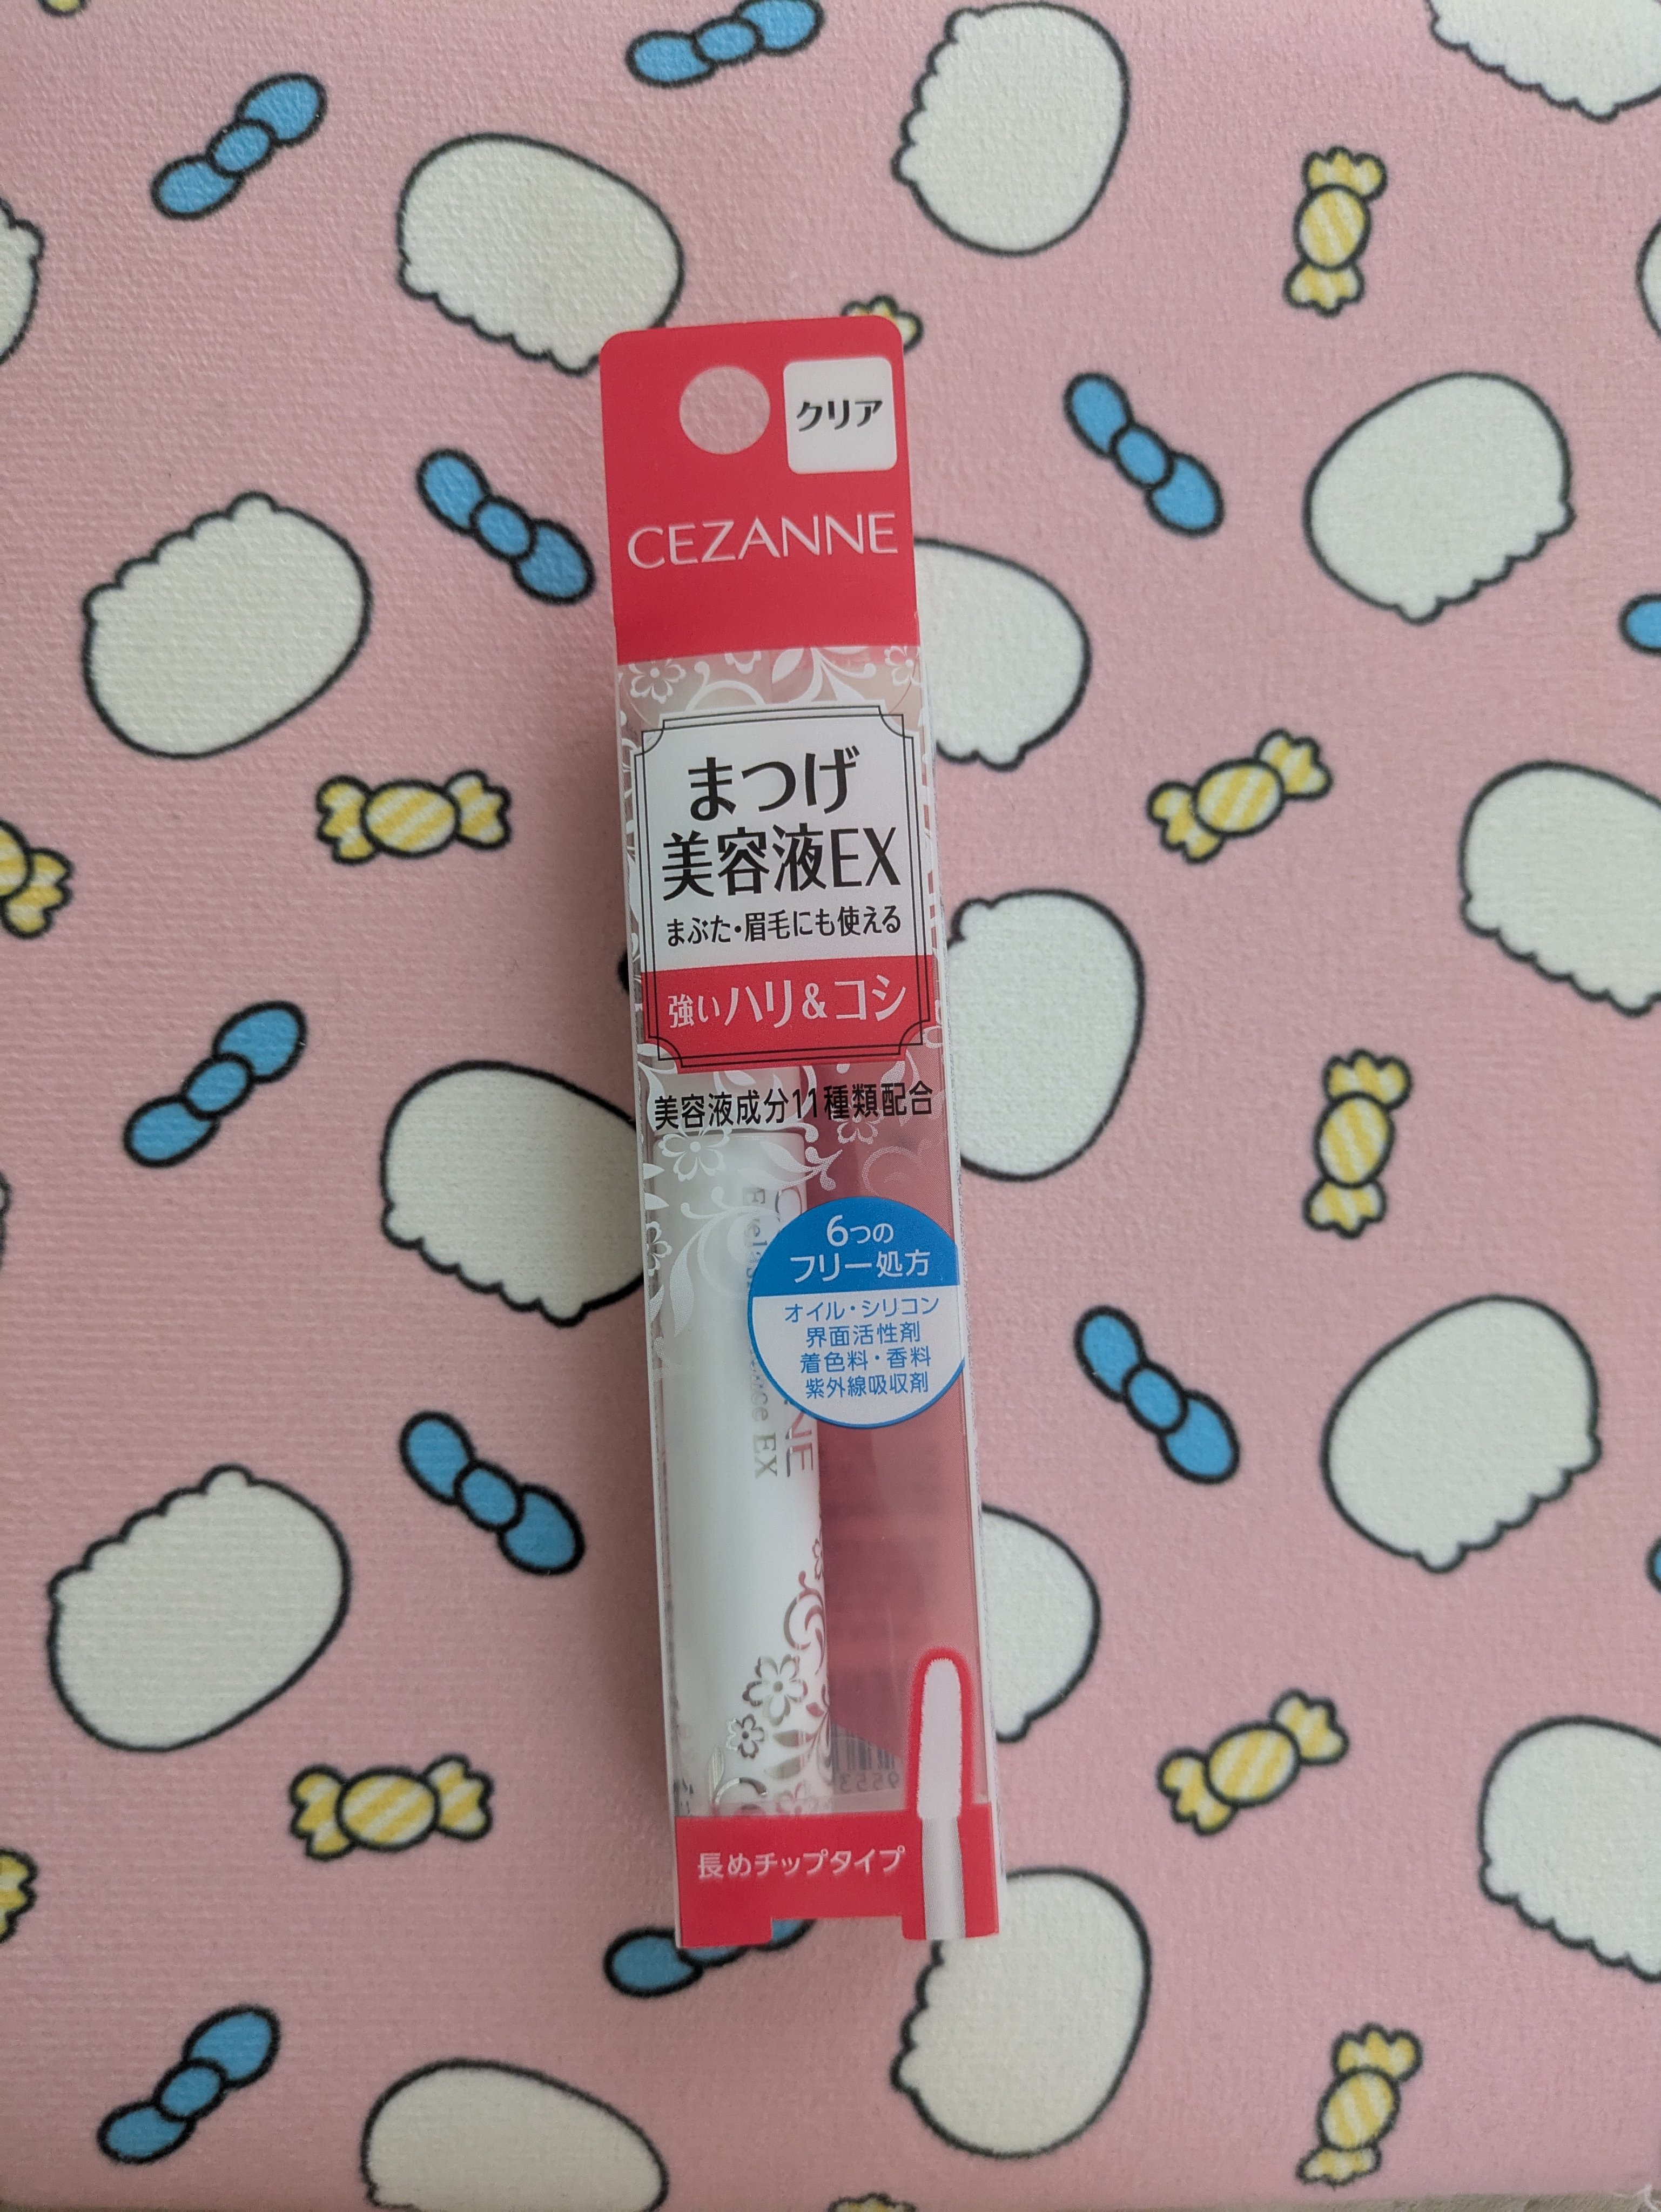 クリア
CEZANNE
まつげ
美容液EX
まぶた・眉毛にも使える
強いハリ&コシ
美容液成分11種類配合
6つの
フリー処方
オイル・シリコン
界面活性剤
着色料・香料
紫外線吸収剤
EX
長めチップタイプ